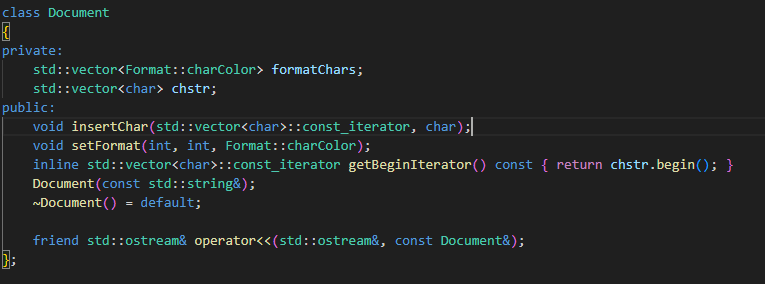 class Document
{
private:
    std::vector<Format::charColor> formatChars;
    std::vector<char> chstr;
public:
    void insertChar(std::vector<char>::const_iterator, char);
    void setFormat(int, int, Format::charColor);
    inline std::vector<char>::const_iterator getBeginIterator() const { return chstr.begin(); }
    Document(const std::string&);
    ~Document() = default;
    friend std::ostream& operator<<(std::ostream&, const Document&);
};